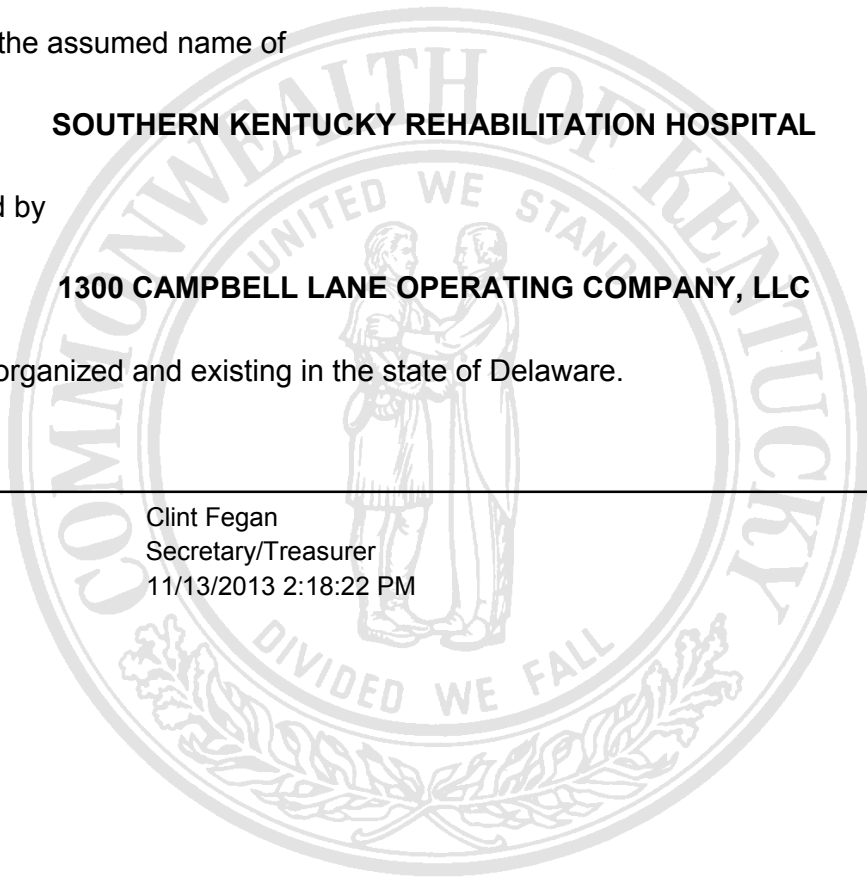 the assumed name of
SOUTHERN KENTUCKY REHABILITATION HOSPITAL
d by
1300 CAMPBELL LANE OPERATING COMPANY, LLC
organized and existing in the state of Delaware.
Clint Fegan
Secretary/Treasurer
11/13/2013 2:18:22 PM
COMMONWEALTH OF KENTUCKY
UNITED WE STAND
DIVIDED WE FALL